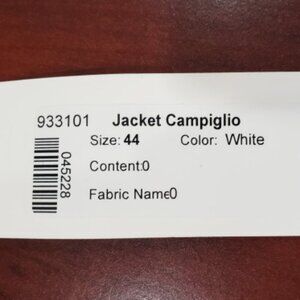 933101 Jacket Campiglio
Size: 44 Color: White
045228
Content:0
Fabric Name0